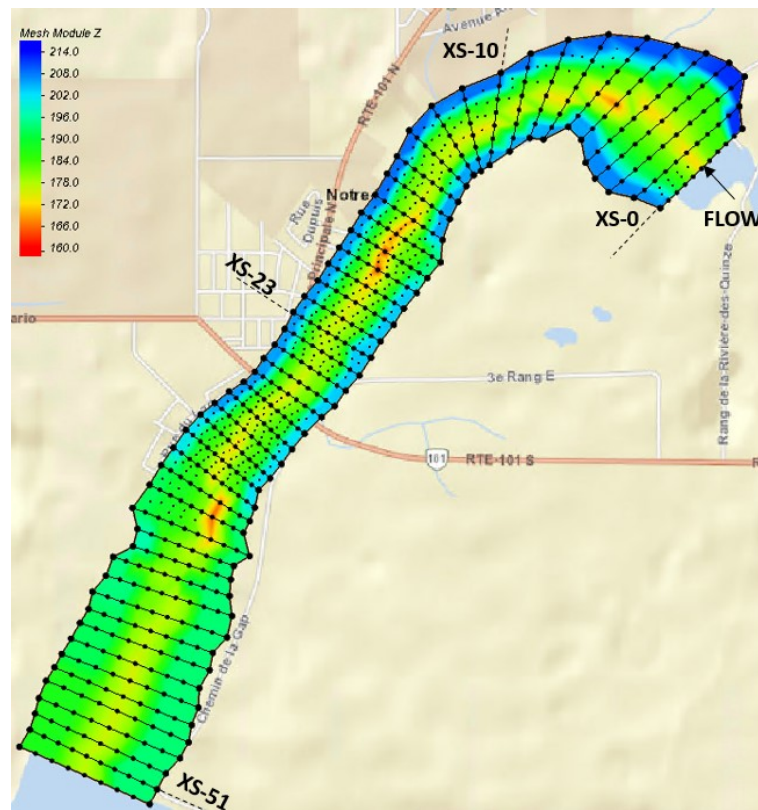 Mesh Module Z
214.0
208.0
202.0
196.0
190.0
184.0
178.0
172.0
166.0
160.0
XS-10
RTE-101 N
XS-0
FLOW
Notre
Rue Dupuis
Principale N
XS-23
ario
3e Rang E
Rang de la Rivière-des-Quinze
101
RTE-101 S
R
Chemin de la Gap
XS-51